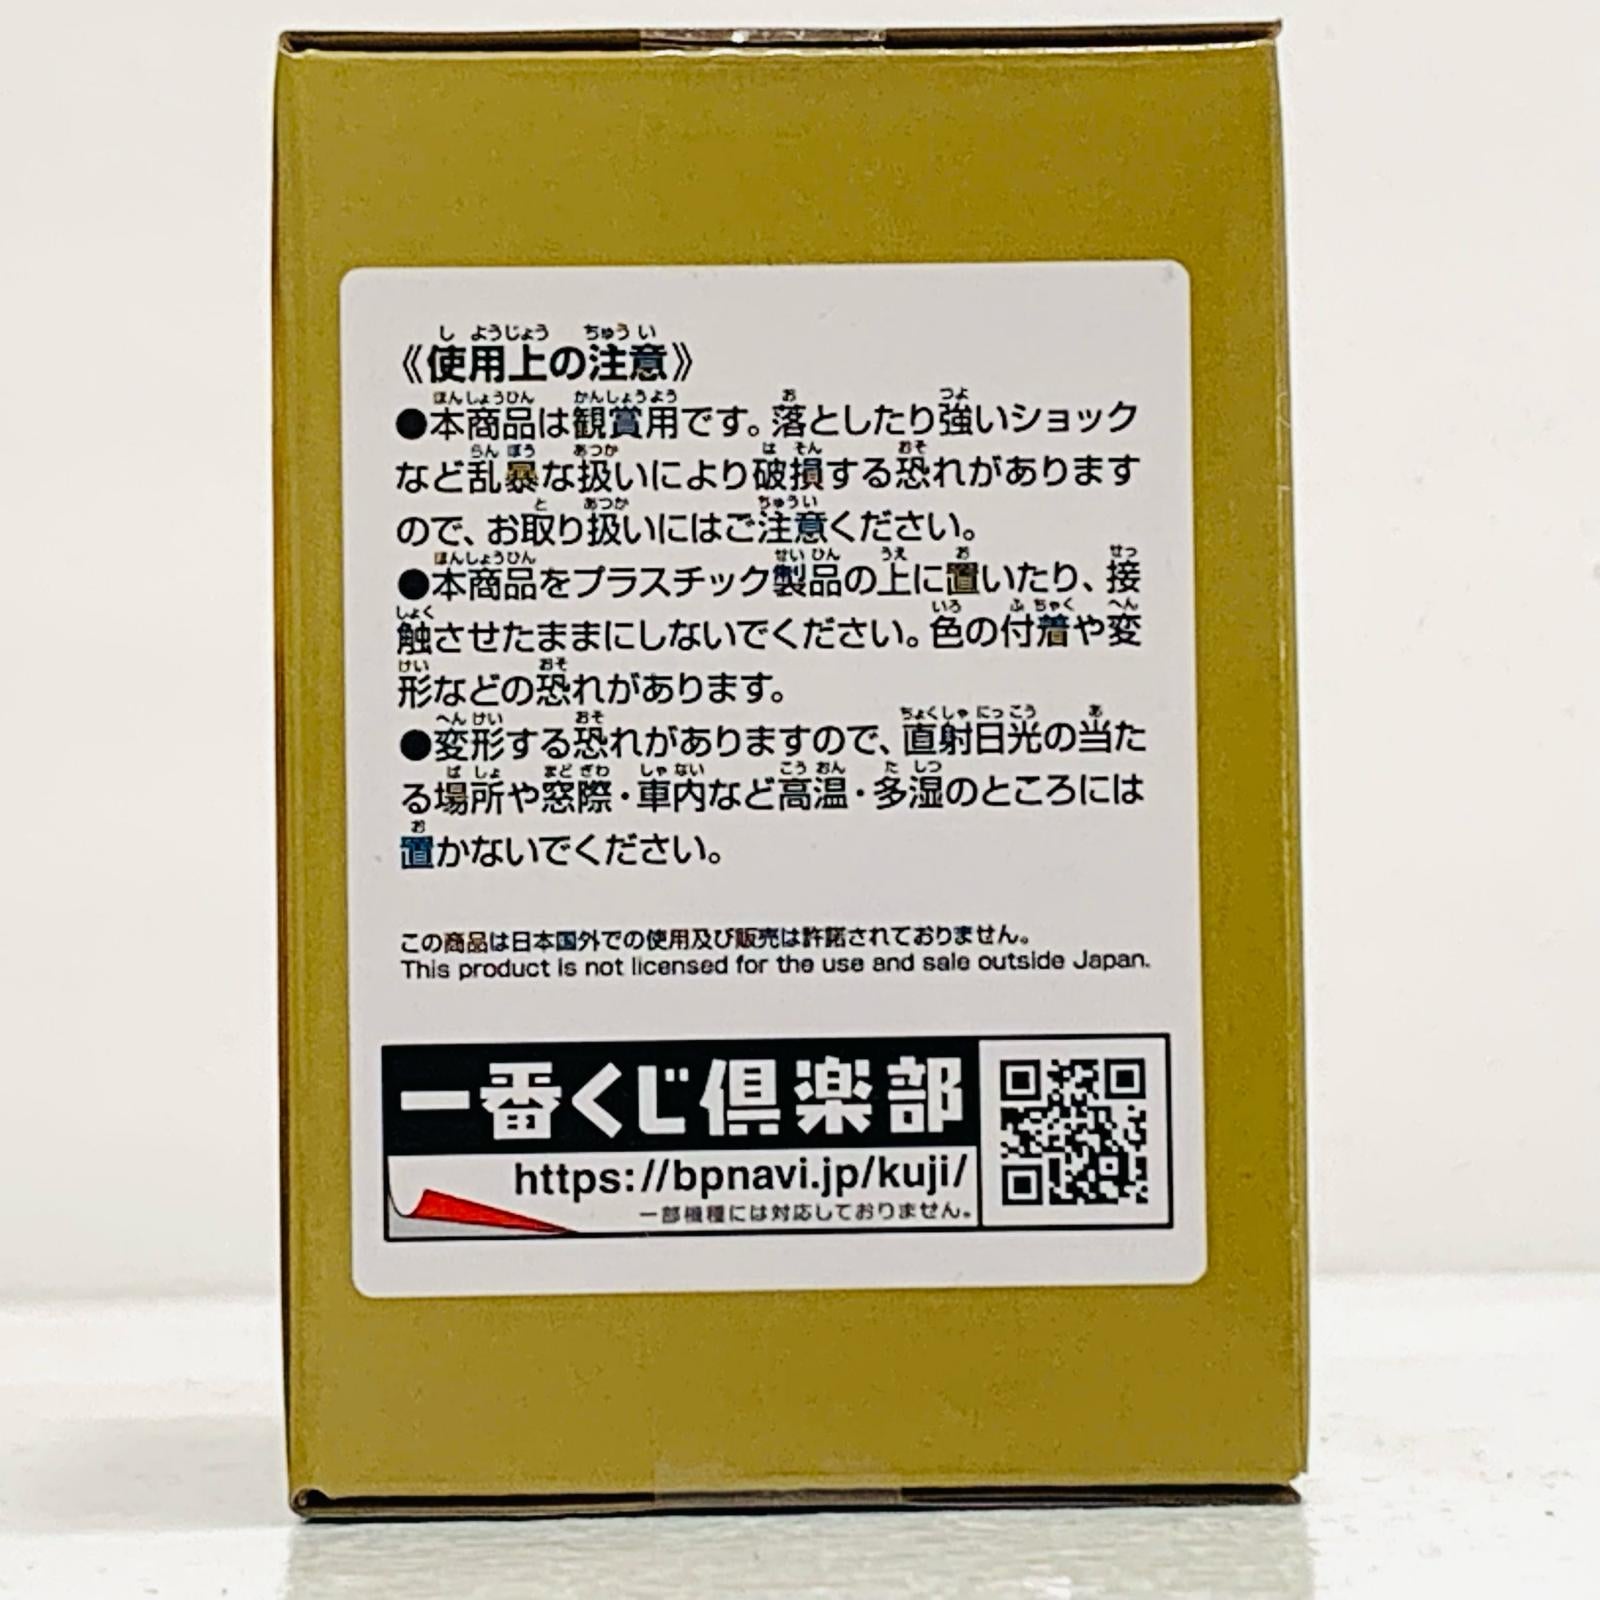 《使用上の注意》
●本商品は観賞用です。落としたり強いショック
など乱暴な扱いにより破損する恐れがあります
ので、お取り扱いにはご注意ください。
●本商品をプラスチック製品の上に置いたり、接
触させたままにしないでください。色の付着や変
形などの恐れがあります。
●変形する恐れがありますので、直射日光の当た
る場所や窓際・車内など高温・多湿のところには
置かないでください。
この商品は日本国外での使用及び販売は許諾されておりません。
This product is not licensed for the use and sale outside Japan.
一番くじ倶楽部
https://bpnavi.jp/kuji/
一部機種には対応しておりません。